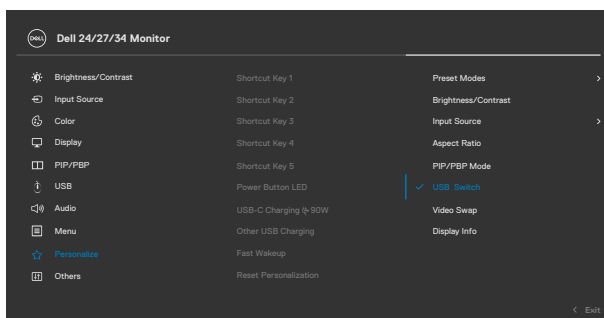 DELL Dell 24/27/34 Monitor
Brightness/Contrast
Input Source
Color
Display
PIP/PBP
USB
Audio
Menu
Personalize
Others
Shortcut Key 1
Shortcut Key 2
Shortcut Key 3
Shortcut Key 4
Shortcut Key 5
Power Button LED
USB-C Charging 90W
Other USB Charging
Fast Wakeup
Reset Personalization
Preset Modes
Brightness/Contrast
Input Source
Aspect Ratio
PIP/PBP Mode
USB Switch
Video Swap
Display Info
Exit